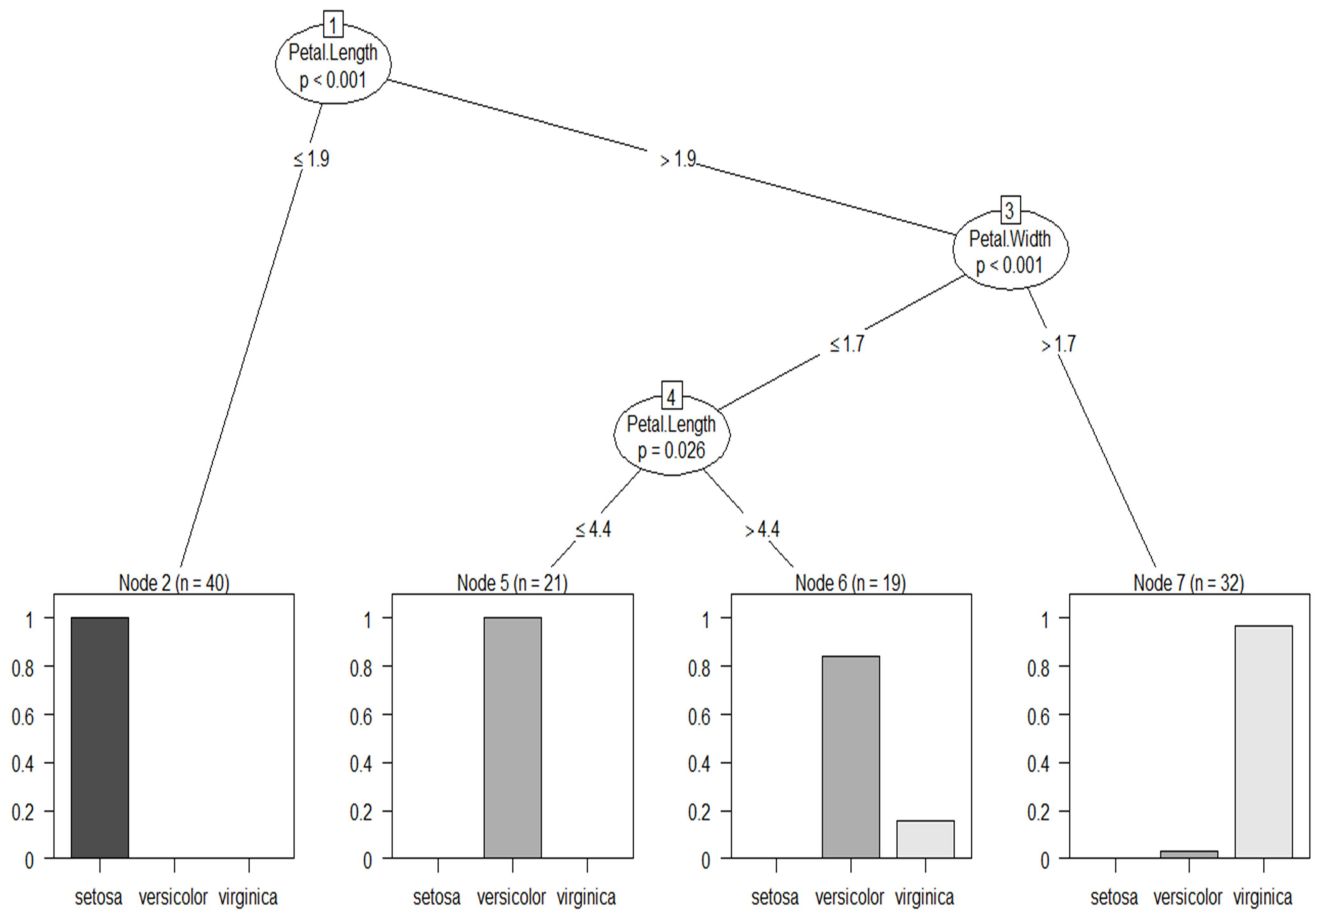 1
Petal.Length
p < 0.001
≤ 1.9
> 1.9
3
Petal.Width
p < 0.001
≤ 1.7
> 1.7
4
Petal.Length
p = 0.026
≤ 4.4
> 4.4
Node 2 (n = 40)
1
0.8
0.6
0.4
0.2
0
setosa versicolor virginica
Node 5 (n = 21)
1
0.8
0.6
0.4
0.2
0
setosa versicolor virginica
Node 6 (n = 19)
1
0.8
0.6
0.4
0.2
0
setosa versicolor virginica
Node 7 (n = 32)
1
0.8
0.6
0.4
0.2
0
setosa versicolor virginica